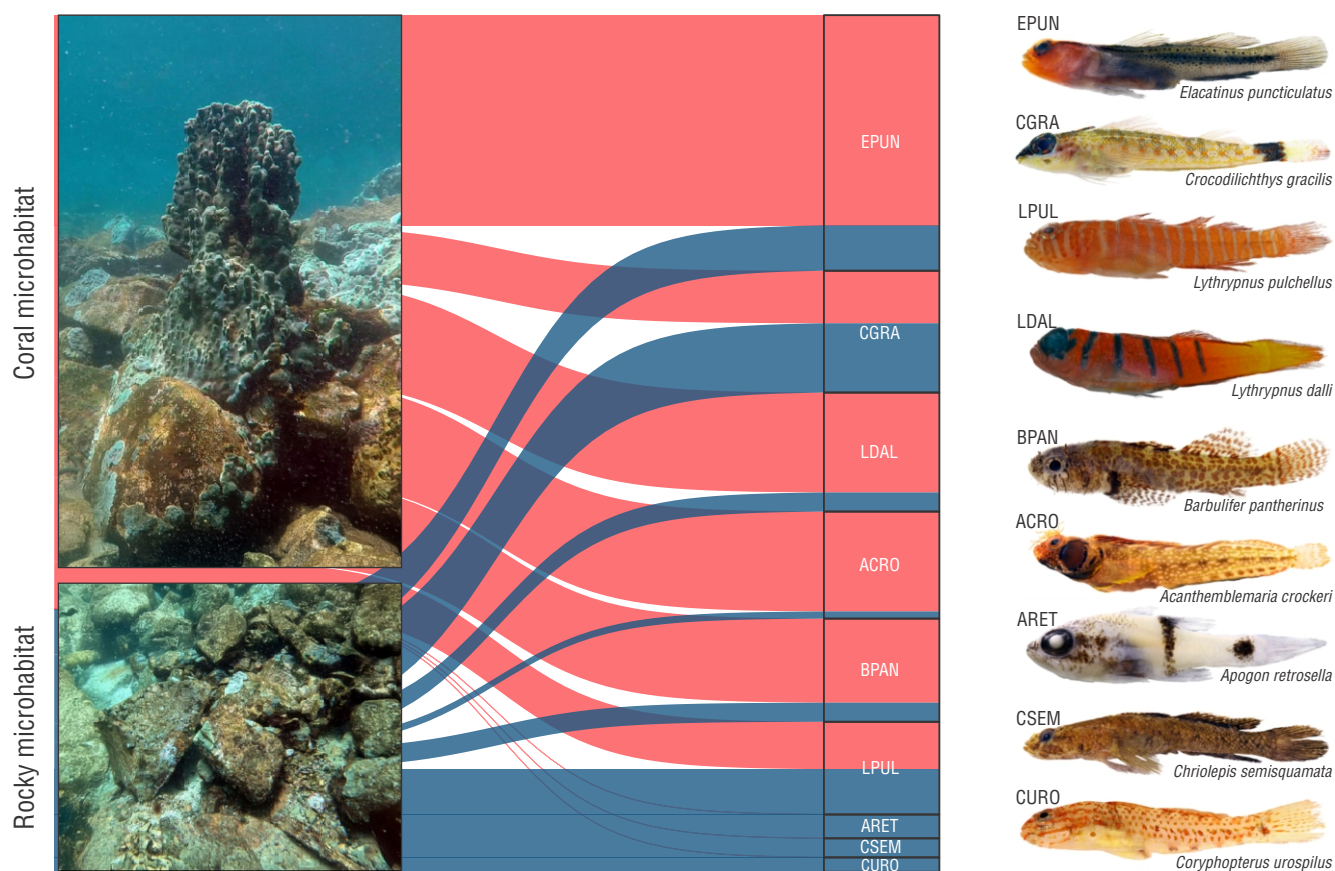 Coral microhabitat
Rocky microhabitat
EPUN
CGRA
LDAL
ACRO
BPAN
LPUL
ARET
CSEM
CURO
EPUN
Elacatinus puncticulatus
CGRA
Crocodilichthys gracilis
LPUL
Lythrypnus pulchellus
LDAL
Lythrypnus dalli
BPAN
Barbulifer pantherinus
ACRO
Acanthemblemaria crockeri
ARET
Apogon retrosella
CSEM
Chriolepis semisquamata
CURO
Coryphopterus urospilus